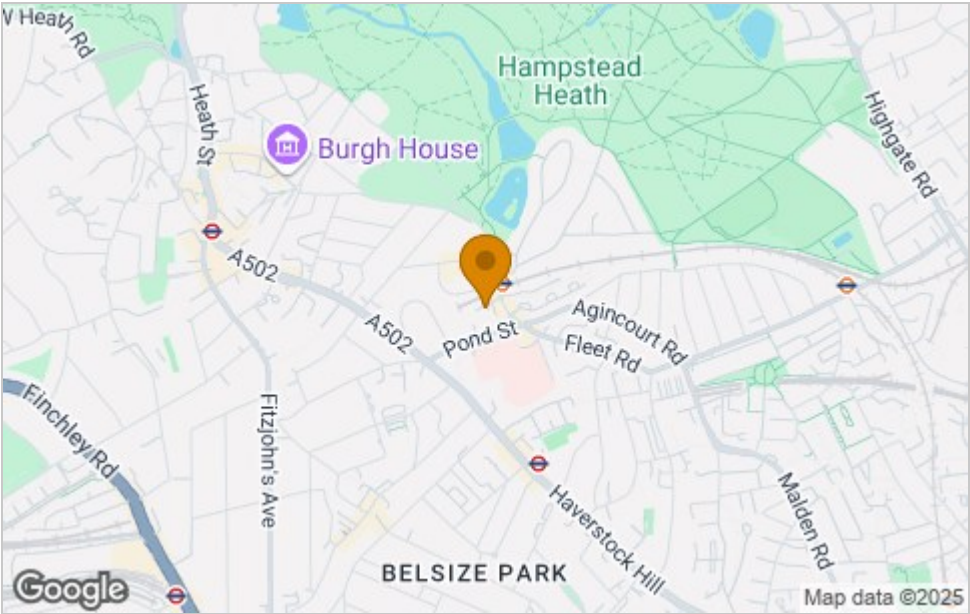 W Heath Rd
Heath St
Hampstead
Heath
Highgate Rd
Burgh House
A502
A502
Pond St
Agincourt Rd
Fleet Rd
Finchley Rd
Fitzjohn's Ave
Malden Rd
Haverstock Hill
BELSIZE PARK
Google
Map data ©2025